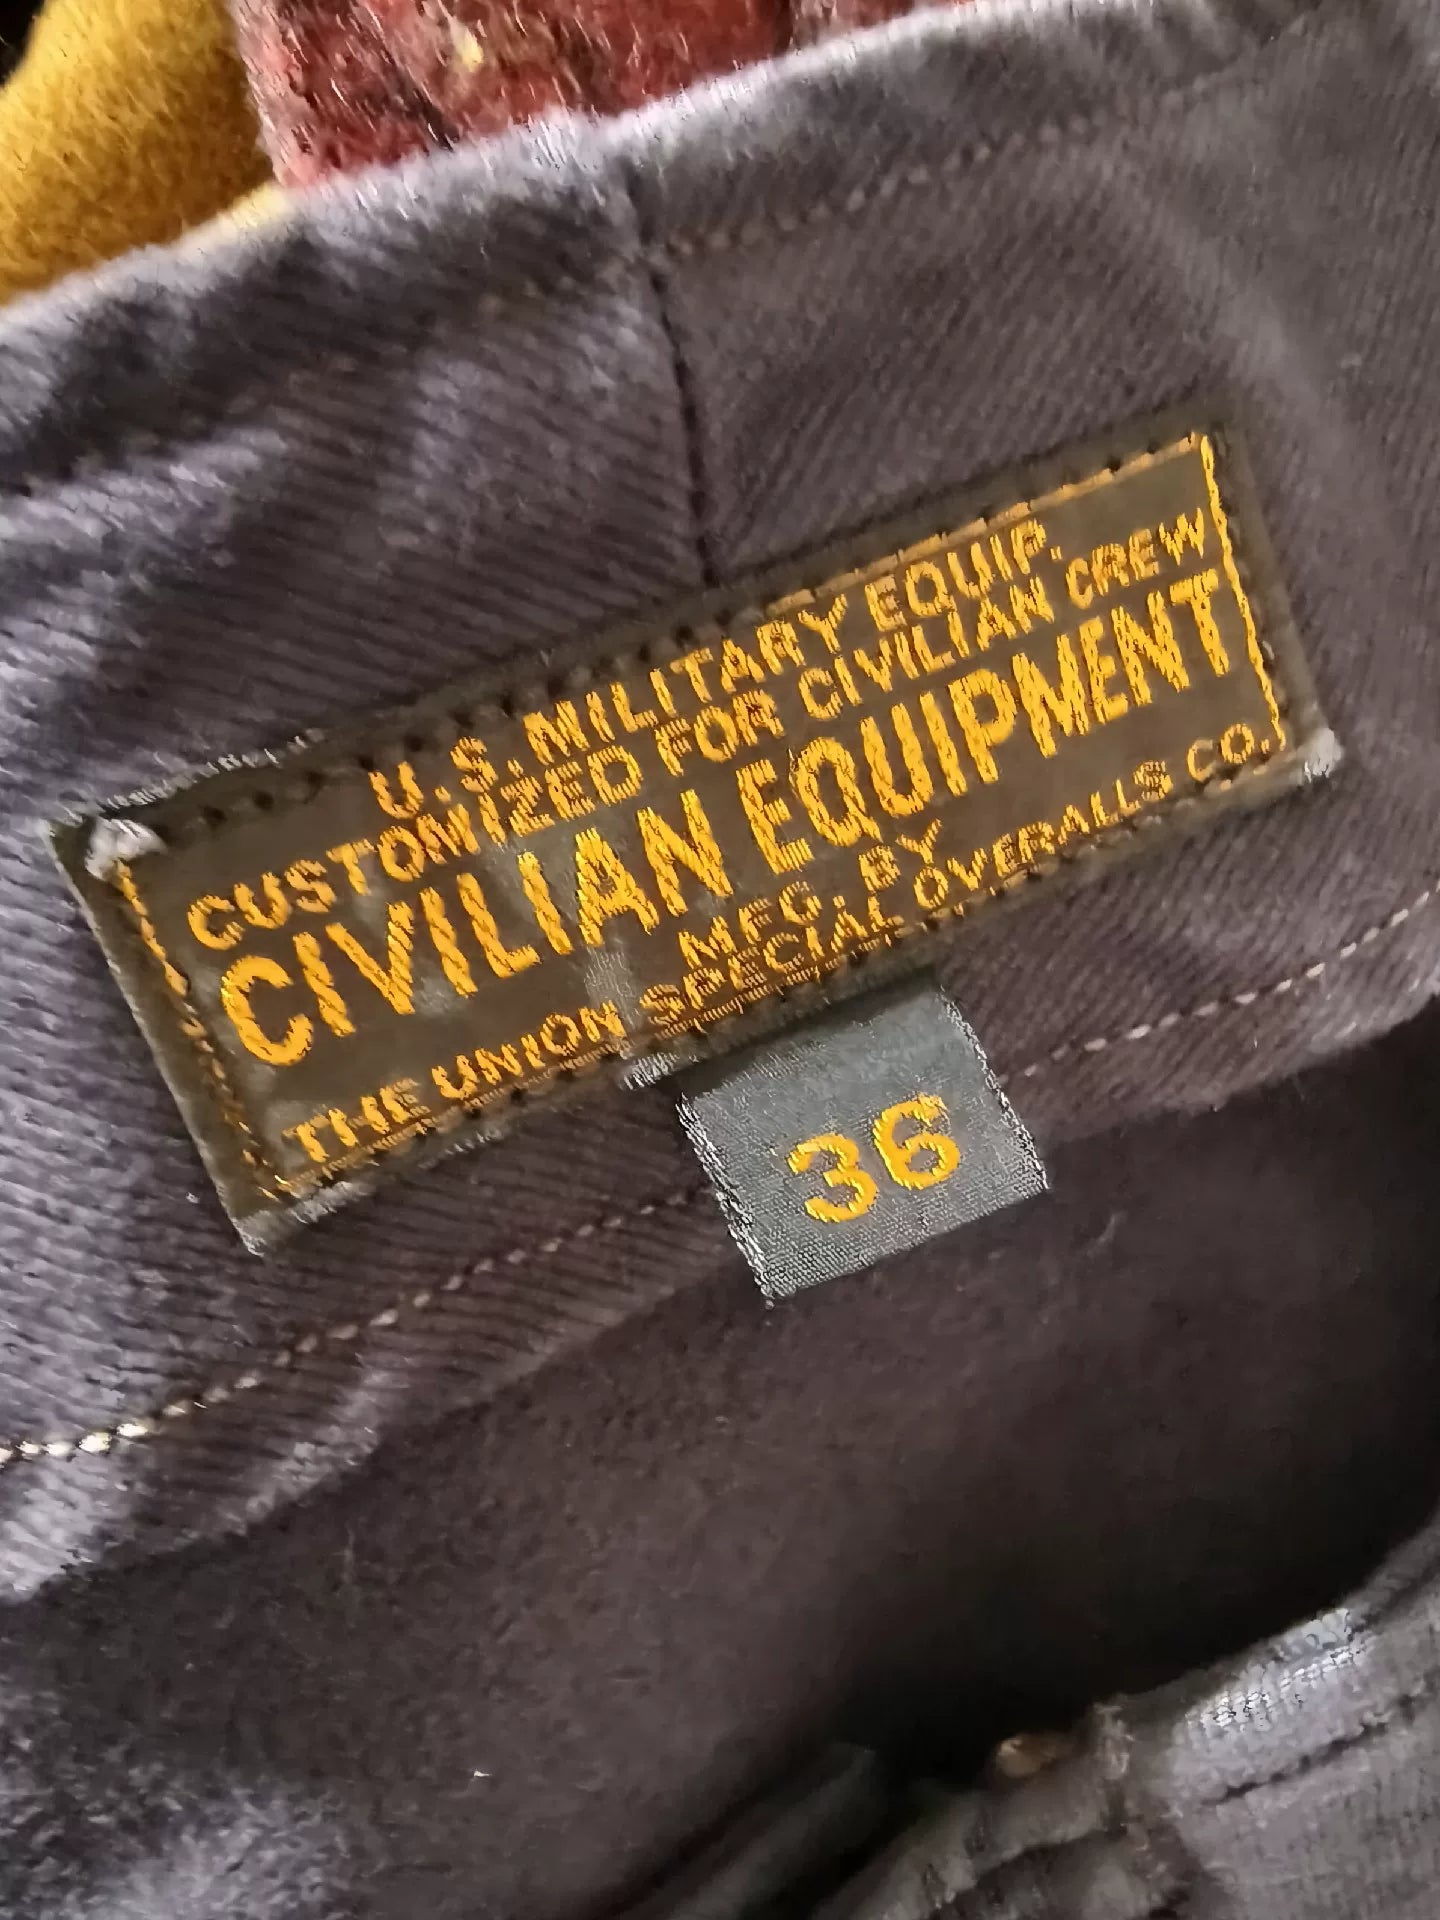 U.S. MILITARY EQUIP.
CUSTOMIZED FOR CIVILIAN CREW
CIVILIAN EQUIPMENT
MFG. BY
THE UNION SPECIAL OVERALLS CO.
36